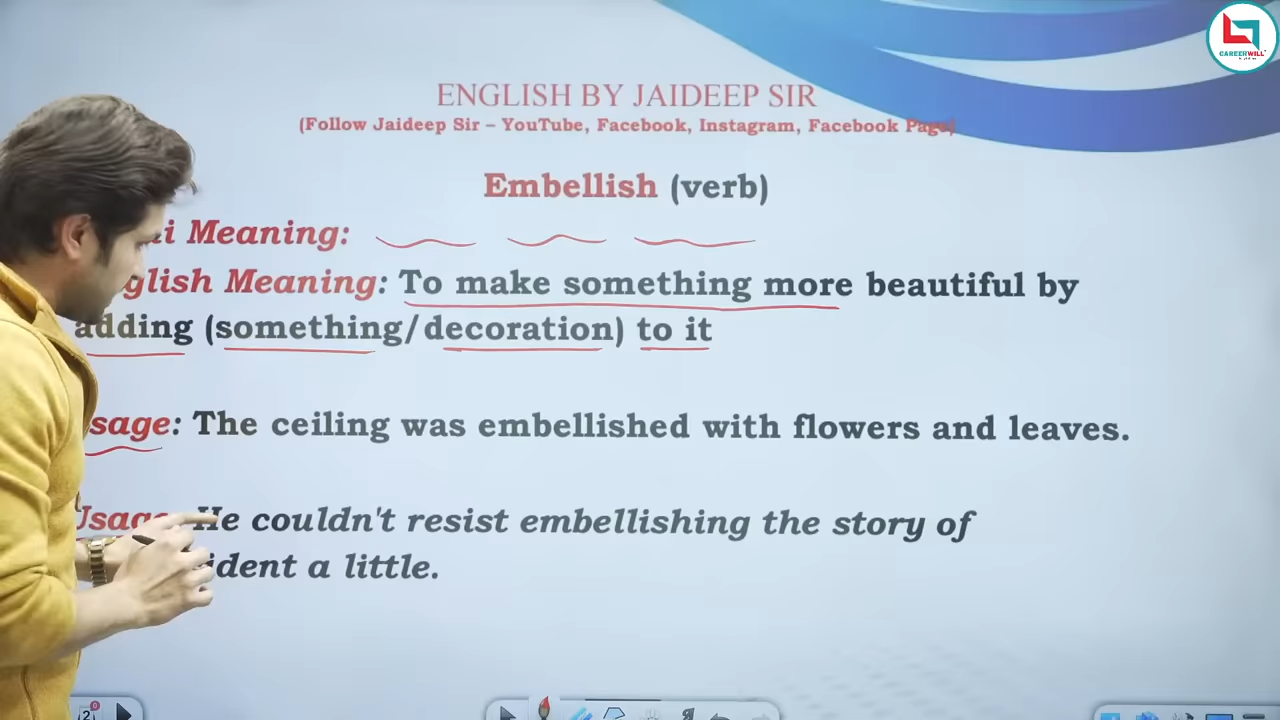 CAREERWILL
ENGLISH BY JAIDEEP SIR
(Follow Jaideep Sir – YouTube, Facebook, Instagram, Facebook Page)
Embellish (verb)
Meaning:
Meaning: To make something more beautiful by
adding (something/decoration) to it
sage: The ceiling was embellished with flowers and leaves.
Usage: He couldn't resist embellishing the story of
ident a little.